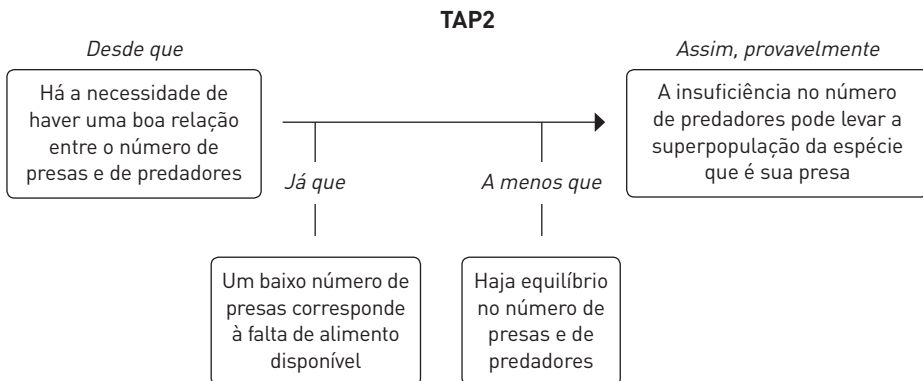 TAP2
Desde que
Há a necessidade de
haver uma boa relação
entre o número de
presas e de predadores
Já que
Um baixo número de
presas corresponde
à falta de alimento
disponível
A menos que
Haja equilíbrio
no número de
presas e de
predadores
Assim, provavelmente
A insuficiência no número
de predadores pode levar a
superpopulação da espécie
que é sua presa